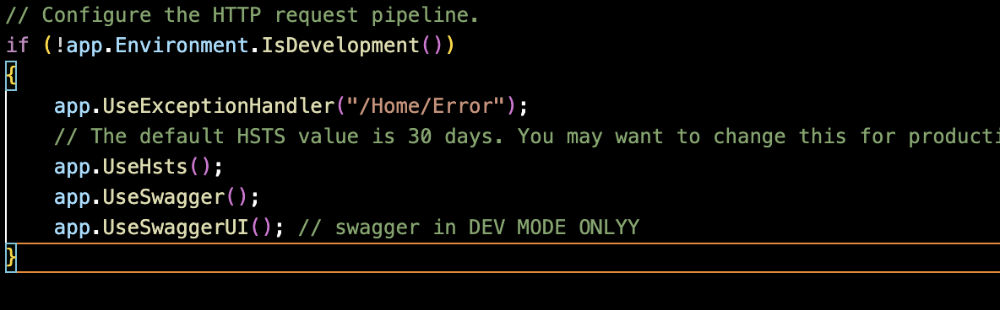 // Configure the HTTP request pipeline.
if (!app.Environment.IsDevelopment())
{
    app.UseExceptionHandler("/Home/Error");
    // The default HSTS value is 30 days. You may want to change this for producti
    app.UseHsts();
    app.UseSwagger();
    app.UseSwaggerUI(); // swagger in DEV MODE ONLYY
}